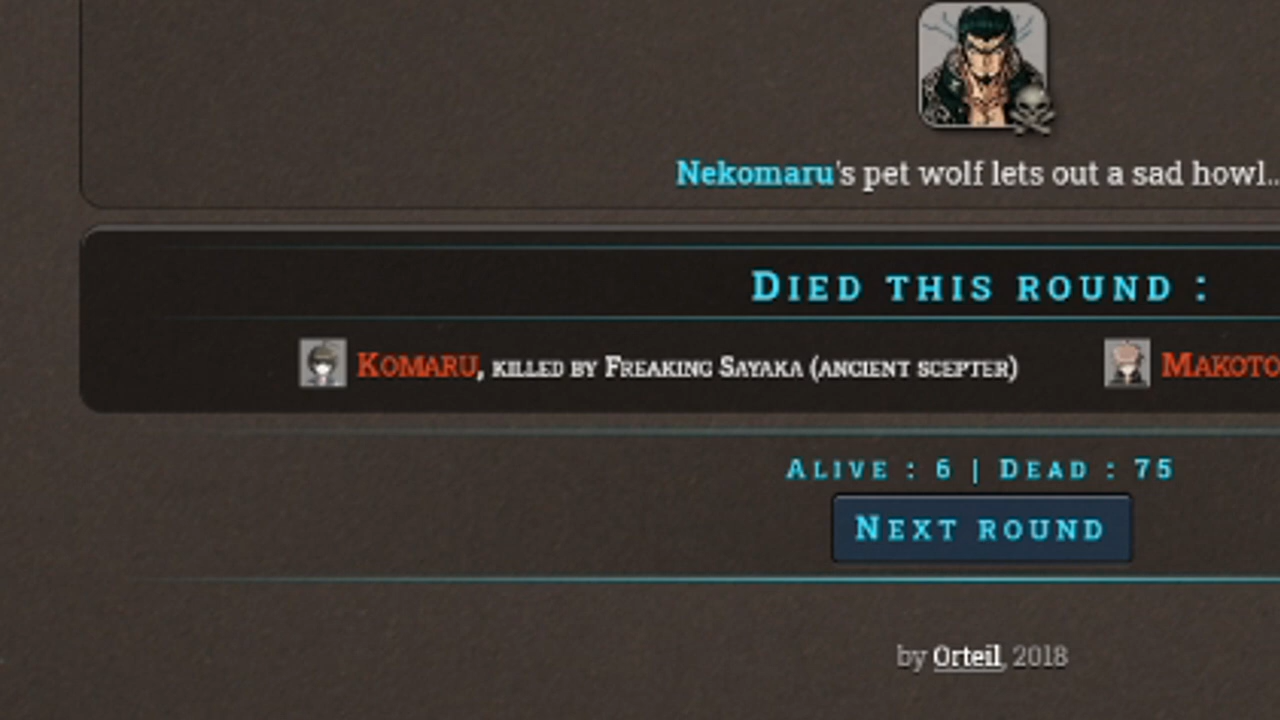 Nekomaru's pet wolf lets out a sad howl..
Died this round :
Komaru, killed by Freaking Sayaka (ancient scepter) Makoto
Alive : 6 | Dead : 75
Next round
by Orteil, 2018